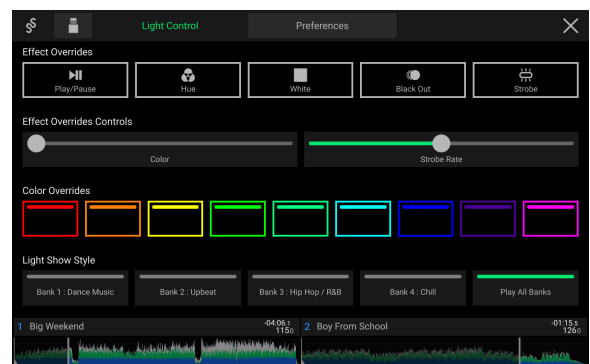 Light Control
Preferences
Effect Overrides
Play/Pause
Hue
White
Black Out
Strobe
Effect Overrides Controls
Color
Strobe Rate
Color Overrides
Light Show Style
Bank 1 : Dance Music
Bank 2 : Upbeat
Bank 3 : Hip Hop / R&B
Bank 4 : Chill
Play All Banks
1 Big Weekend
-04:06.1
115.0
2 Boy From School
-01:15.5
126.0